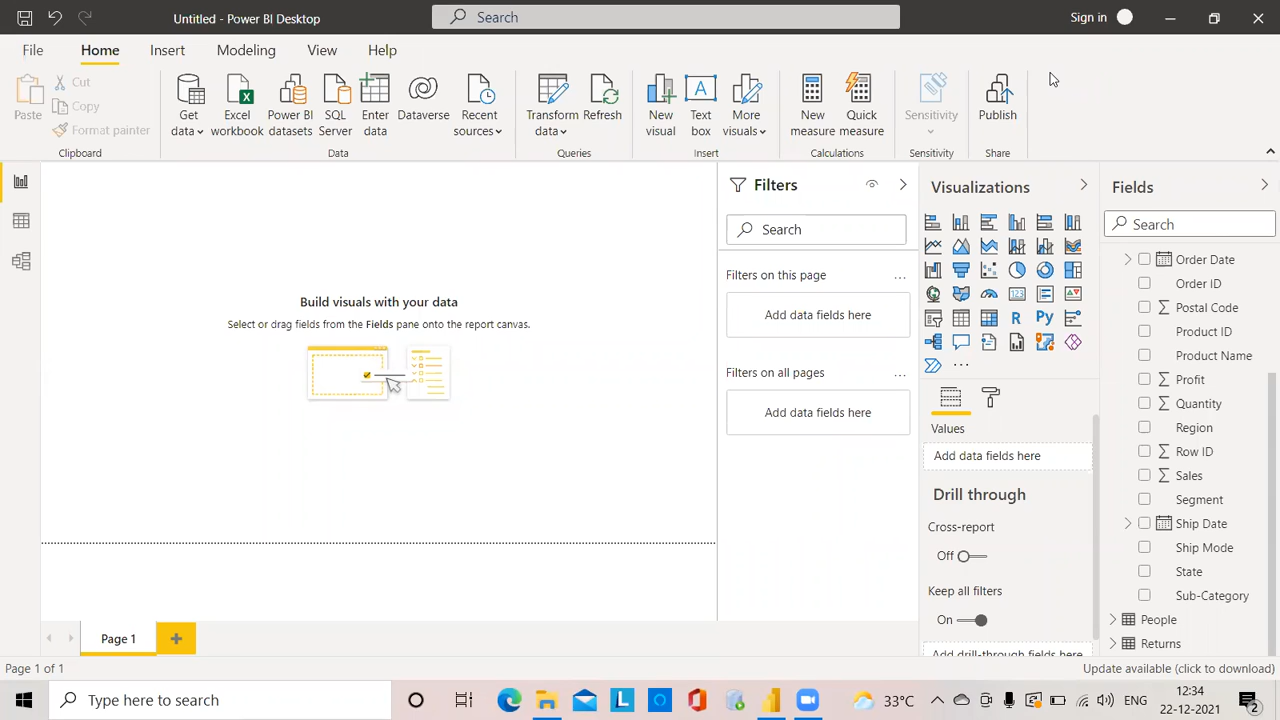 Untitled - Power BI Desktop
Search
Sign in
File
Home
Insert
Modeling
View
Help
Paste
Cut
Copy
Format painter
Clipboard
Get data
Excel workbook
Power BI datasets
SQL Server
Enter data
Dataverse
Recent sources
Data
Transform data
Refresh
Queries
New visual
A
Text box
More visuals
Insert
New measure
Quick measure
Calculations
Sensitivity
Sensitivity
Publish
Share
Build visuals with your data
Select or drag fields from the Fields pane onto the report canvas.
Filters
Search
Filters on this page
...
Add data fields here
Filters on all pages
...
Add data fields here
Visualizations
123
R
Py
...
Values
Add data fields here
Drill through
Cross-report
Off
Keep all filters
On
Add drill-through fields here
Fields
Search
Order Date
Order ID
Postal Code
Product ID
Product Name
Profit
Quantity
Region
Row ID
Sales
Segment
Ship Date
Ship Mode
State
Sub-Category
People
Returns
Page 1
Page 1 of 1
Update available (click to download)
Type here to search
L
33°C
ENG
12:34
22-12-2021
2